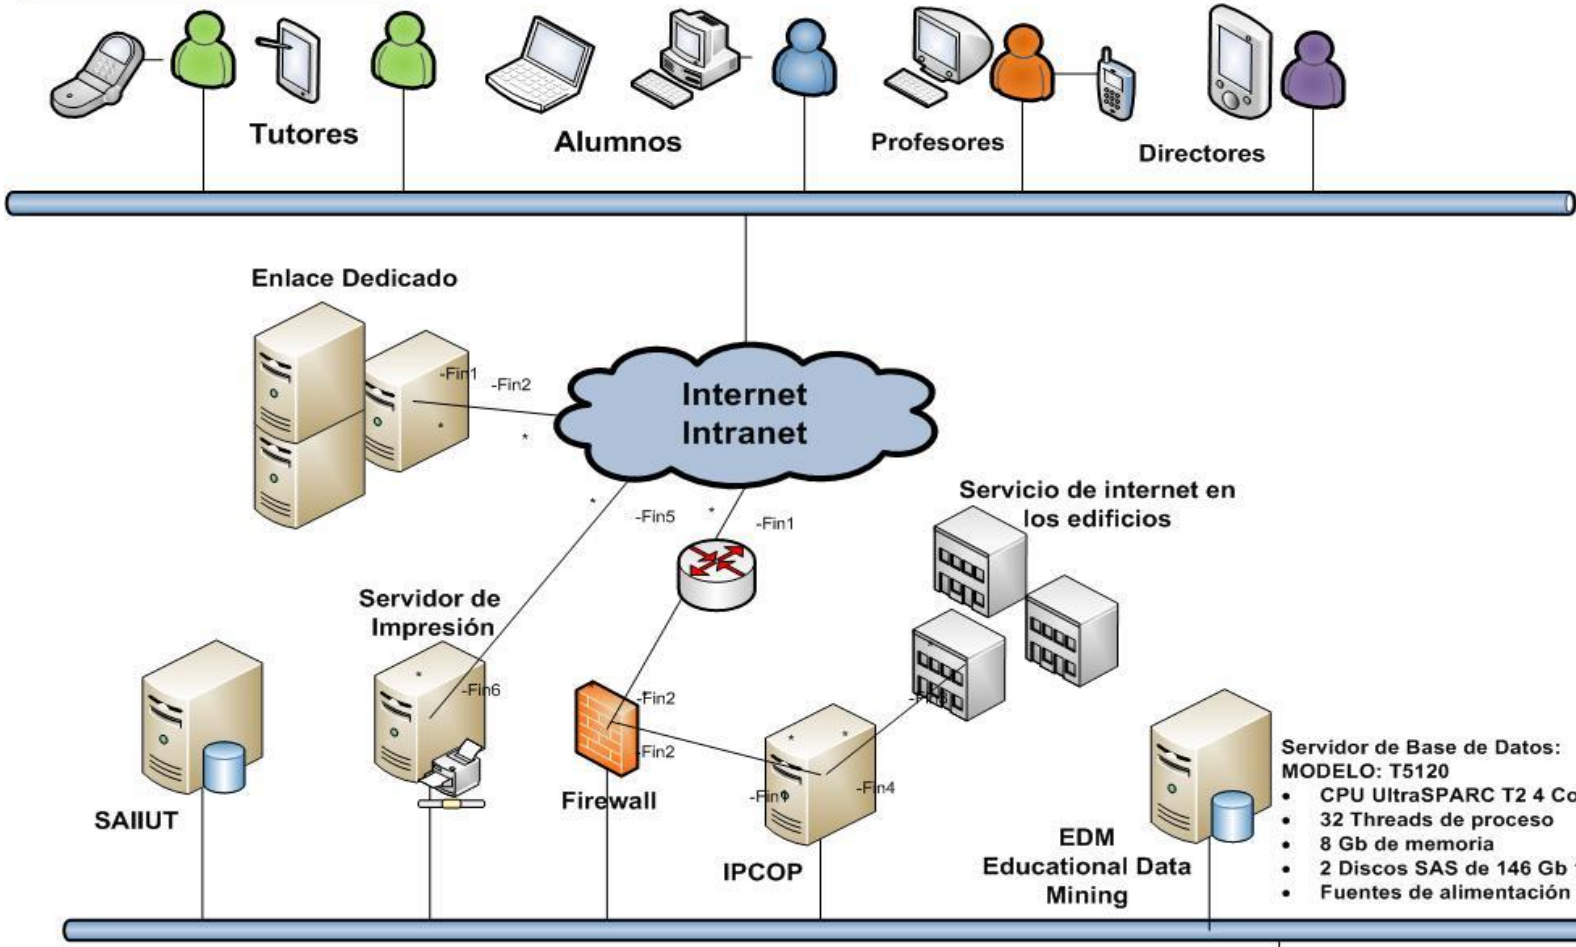 Tutores
Alumnos
Profesores
Directores
Enlace Dedicado
-Fin1
-Fin2
*
*
Internet
Intranet
*
-Fin5
*
-Fin1
Servicio de internet en
los edificios
Servidor de
Impresión
*
-Fin6
-Fin2
-Fin2
*
*
-Fin4
SAIIUT
Firewall
IPCOP
EDM
Educational Data
Mining
Servidor de Base de Datos:
MODELO: T5120
• CPU UltraSPARC T2 4 Co
• 32 Threads de proceso
• 8 Gb de memoria
• 2 Discos SAS de 146 Gb
• Fuentes de alimentación